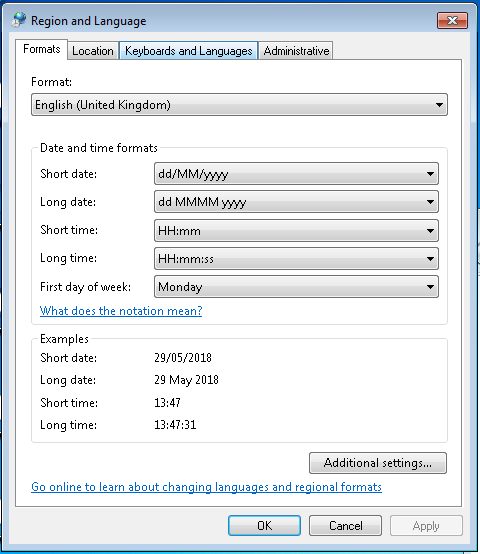 Region and Language
Formats Location Keyboards and Languages Administrative
Format:
English (United Kingdom)
Date and time formats
Short date: dd/MM/yyyy
Long date: dd MMMM yyyy
Short time: HH:mm
Long time: HH:mm:ss
First day of week: Monday
What does the notation mean?
Examples
Short date: 29/05/2018
Long date: 29 May 2018
Short time: 13:47
Long time: 13:47:31
Additional settings...
Go online to learn about changing languages and regional formats
OK Cancel Apply